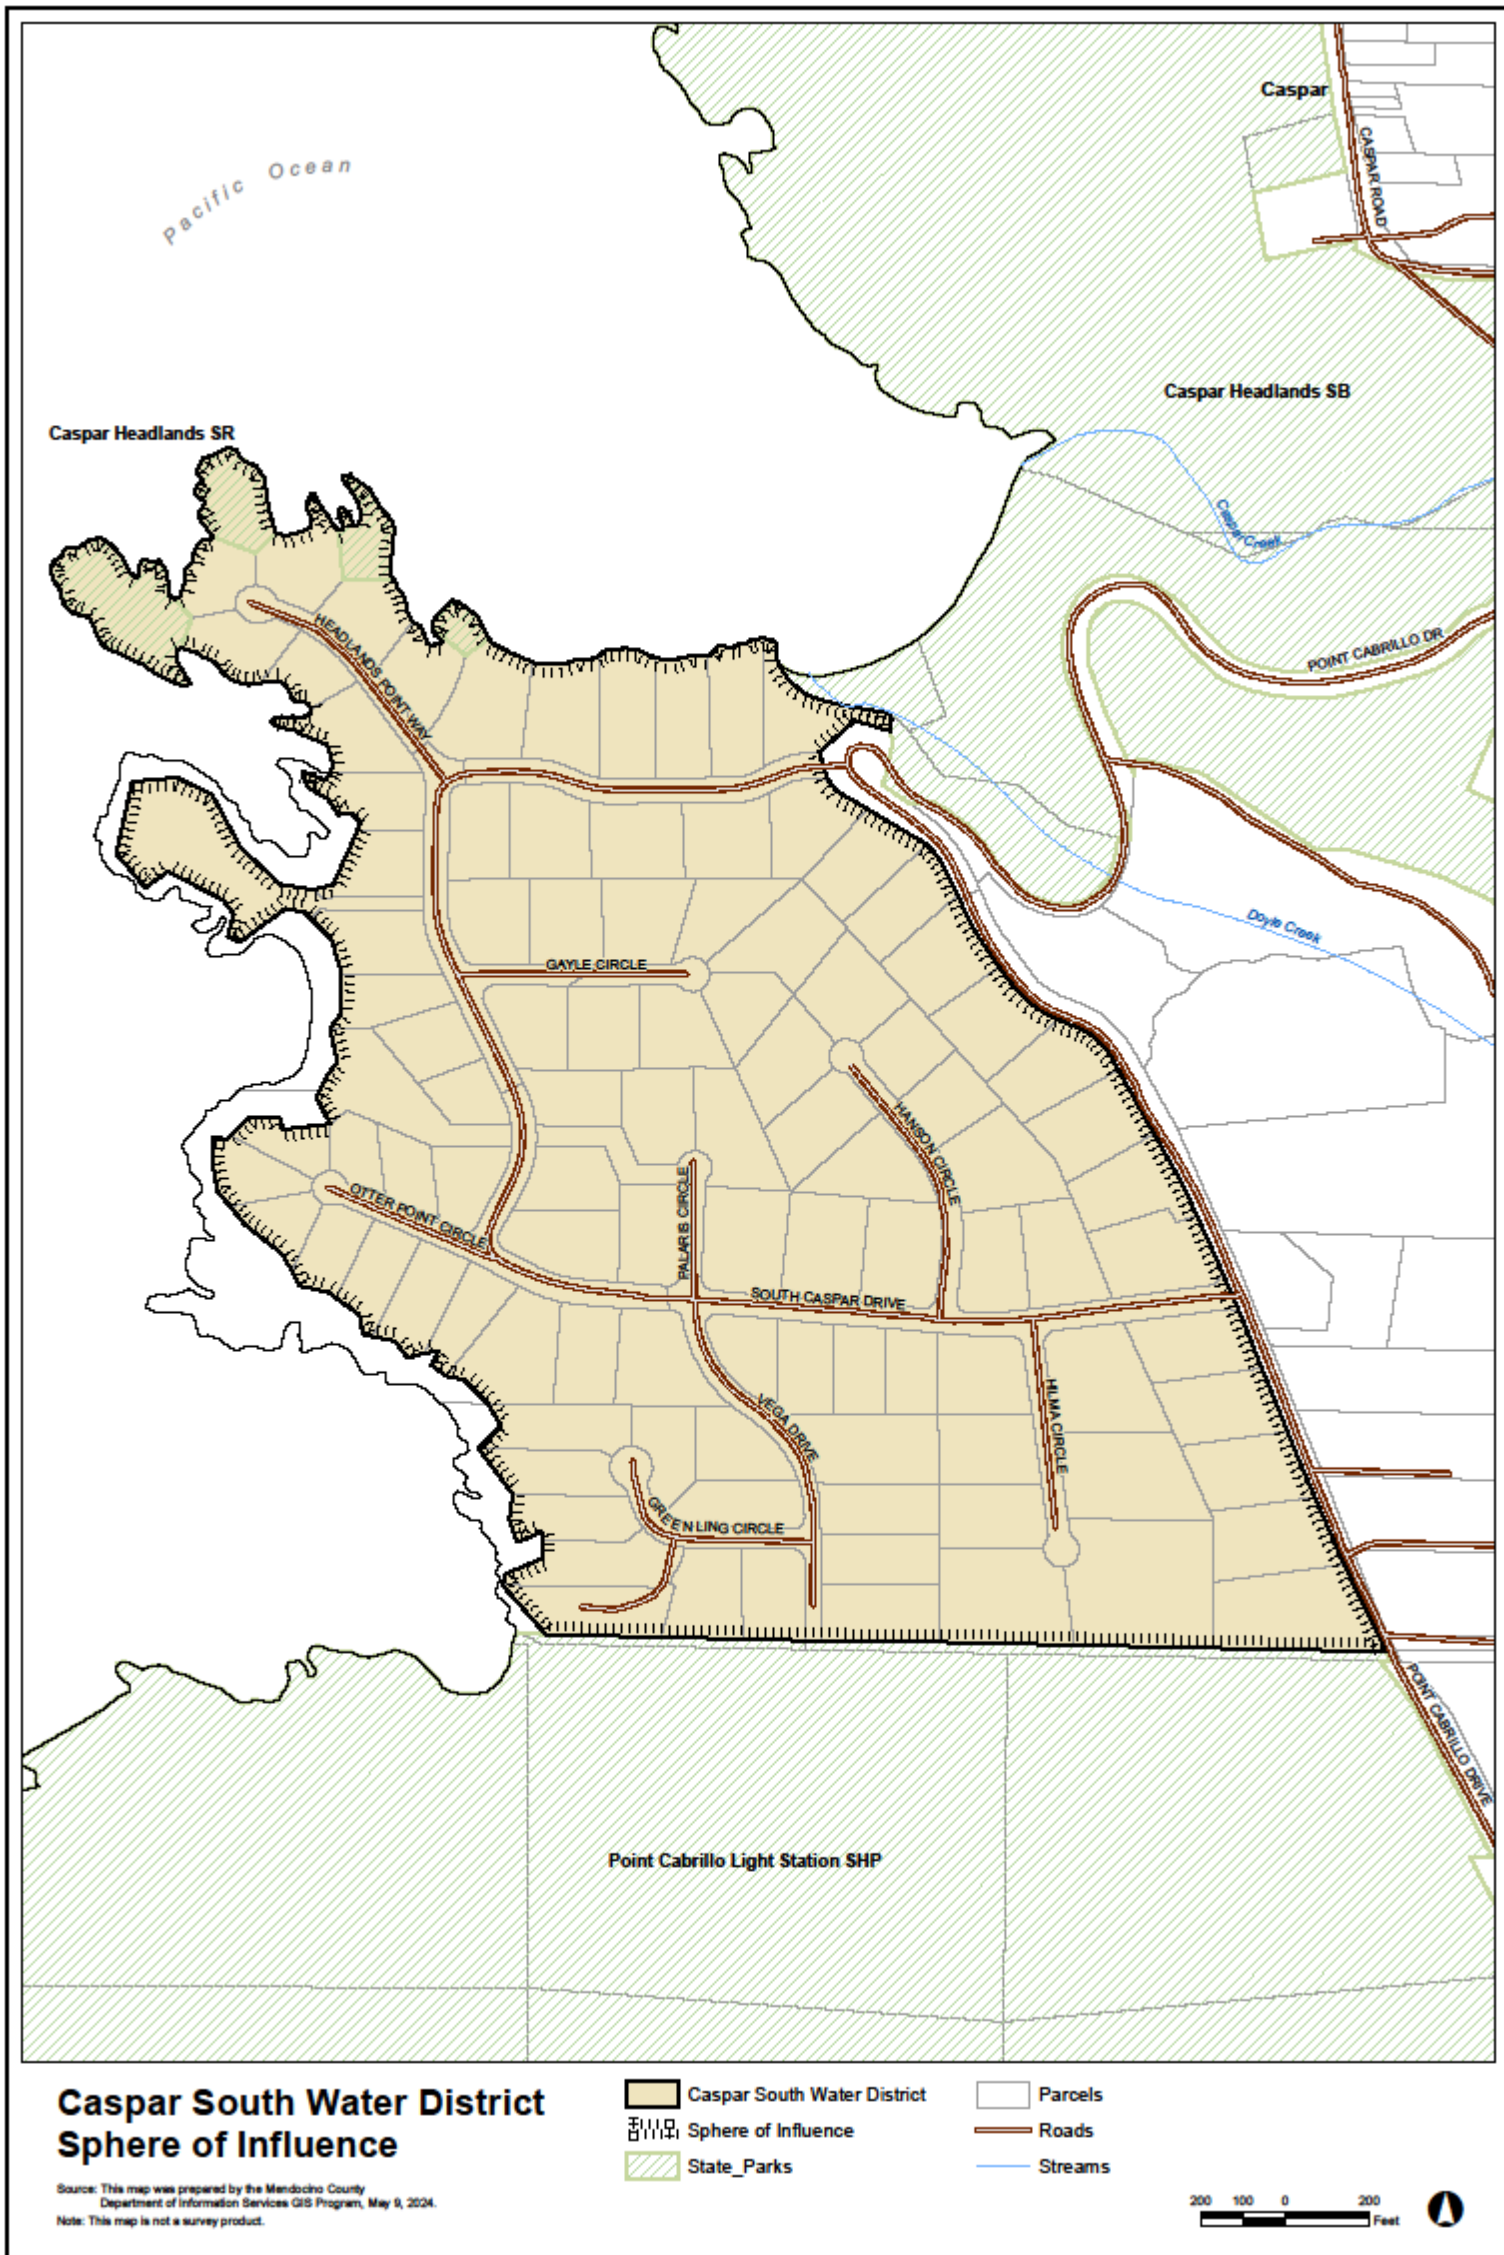 Caspar
CASPAR ROAD
Pacific Ocean
Caspar Headlands SB
Caspar Headlands SR
Caspar Creek
POINT CABRILLO DR
HEADLANDS POINT WAY
Doyle Creek
GAYLE CIRCLE
HANSON CIRCLE
PALARIS CIRCLE
OTTER POINT CIRCLE
SOUTH CASPAR DRIVE
VEGA DRIVE
HILMA CIRCLE
GREENLING CIRCLE
POINT CABRILLO DRIVE
Point Cabrillo Light Station SHP
Caspar South Water District
Sphere of Influence
Source: This map was prepared by the Mendocino County
Department of Information Services GIS Program, May 9, 2024.
Note: This map is not a survey product.
Caspar South Water District
Sphere of Influence
State_Parks
Parcels
Roads
Streams
200 100 0 200
Feet